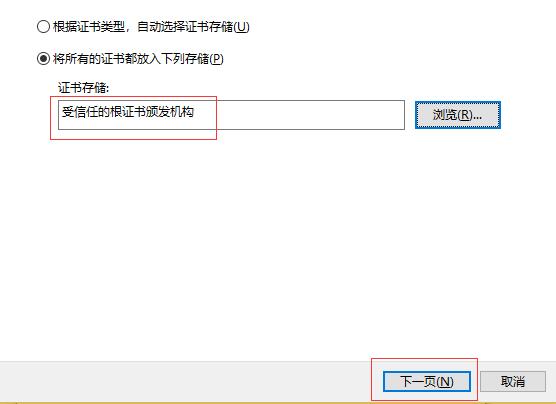 根据证书类型，自动选择证书存储(U)
将所有的证书都放入下列存储(P)
证书存储:
受信任的根证书颁发机构
浏览(R)...
下一页(N)
取消